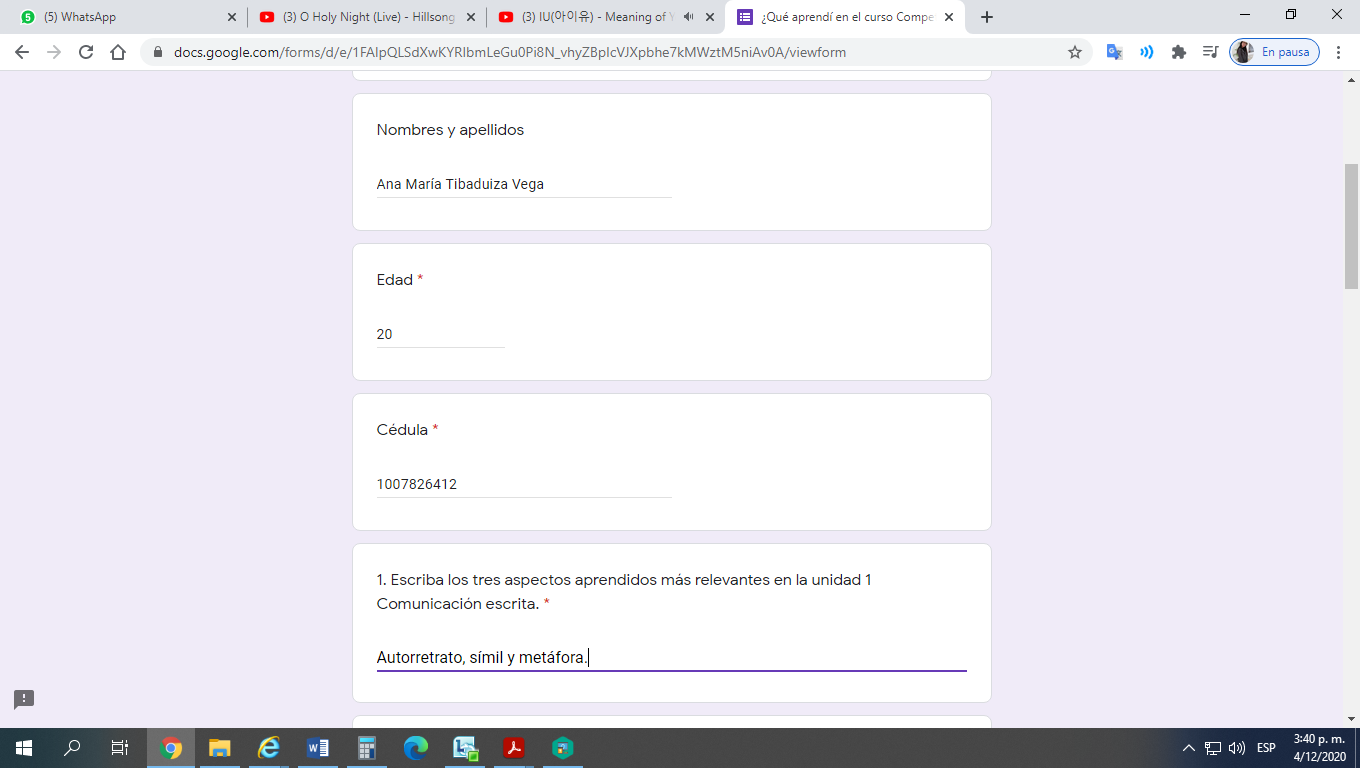 (5) WhatsApp
(3) O Holy Night (Live) - Hillsong
(3) IU(아이유) - Meaning of Y
¿Qué aprendí en el curso Compe
docs.google.com/forms/d/e/1FAIpQLSdXwKYRIbmLeGu0Pi8N_vhyZBplcVJXpbhe7kMWztM5niAv0A/viewform
En pausa
Nombres y apellidos
Ana María Tibaduiza Vega
Edad *
20
Cédula *
1007826412
1. Escriba los tres aspectos aprendidos más relevantes en la unidad 1
Comunicación escrita. *
Autorretrato, símil y metáfora.
ESP
3:40 p. m.
4/12/2020